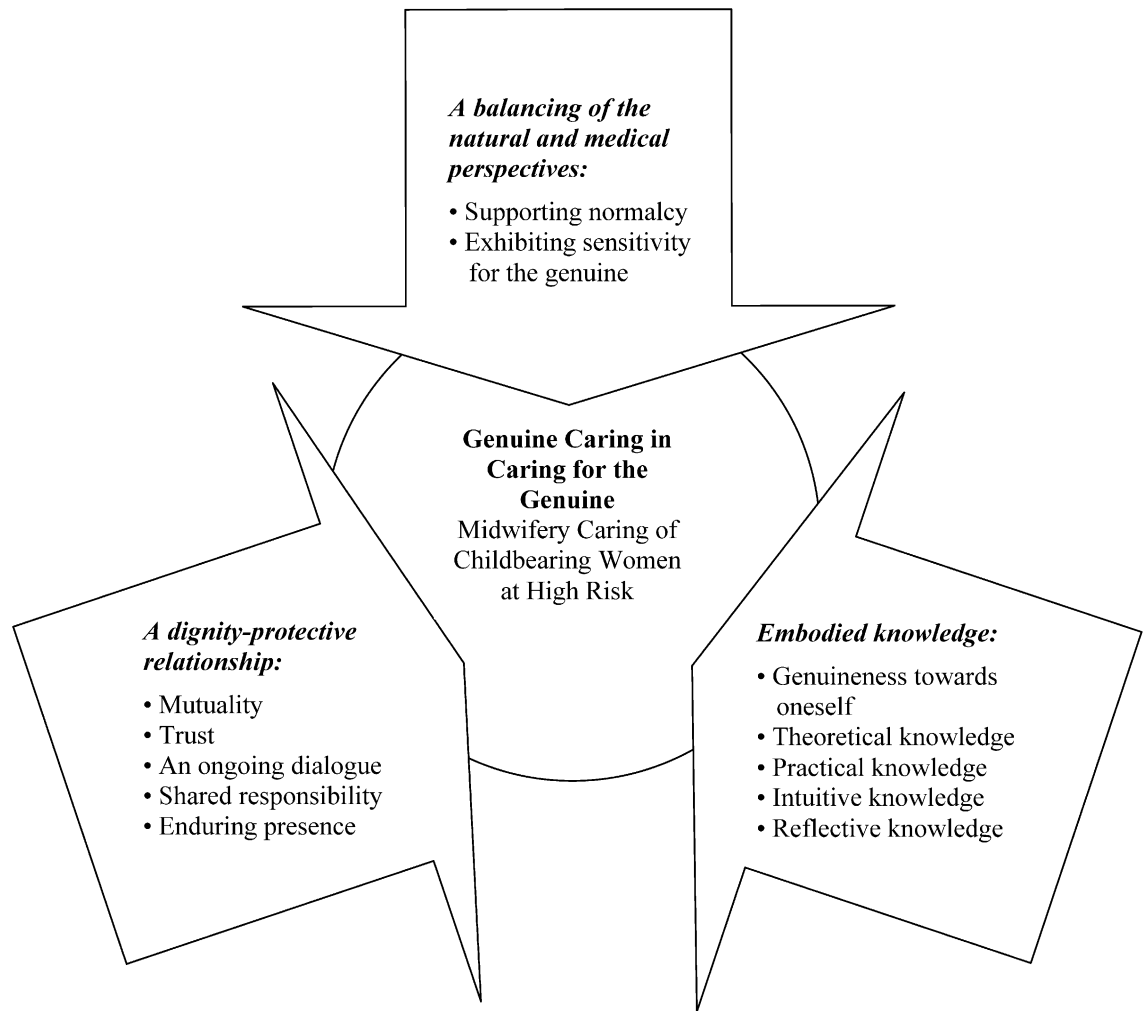 A balancing of the
natural and medical
perspectives:
• Supporting normalcy
• Exhibiting sensitivity
for the genuine
Genuine Caring in
Caring for the
Genuine
Midwifery Caring of
Childbearing Women
at High Risk
A dignity-protective
relationship:
• Mutuality
• Trust
• An ongoing dialogue
• Shared responsibility
• Enduring presence
Embodied knowledge:
• Genuineness towards
oneself
• Theoretical knowledge
• Practical knowledge
• Intuitive knowledge
• Reflective knowledge